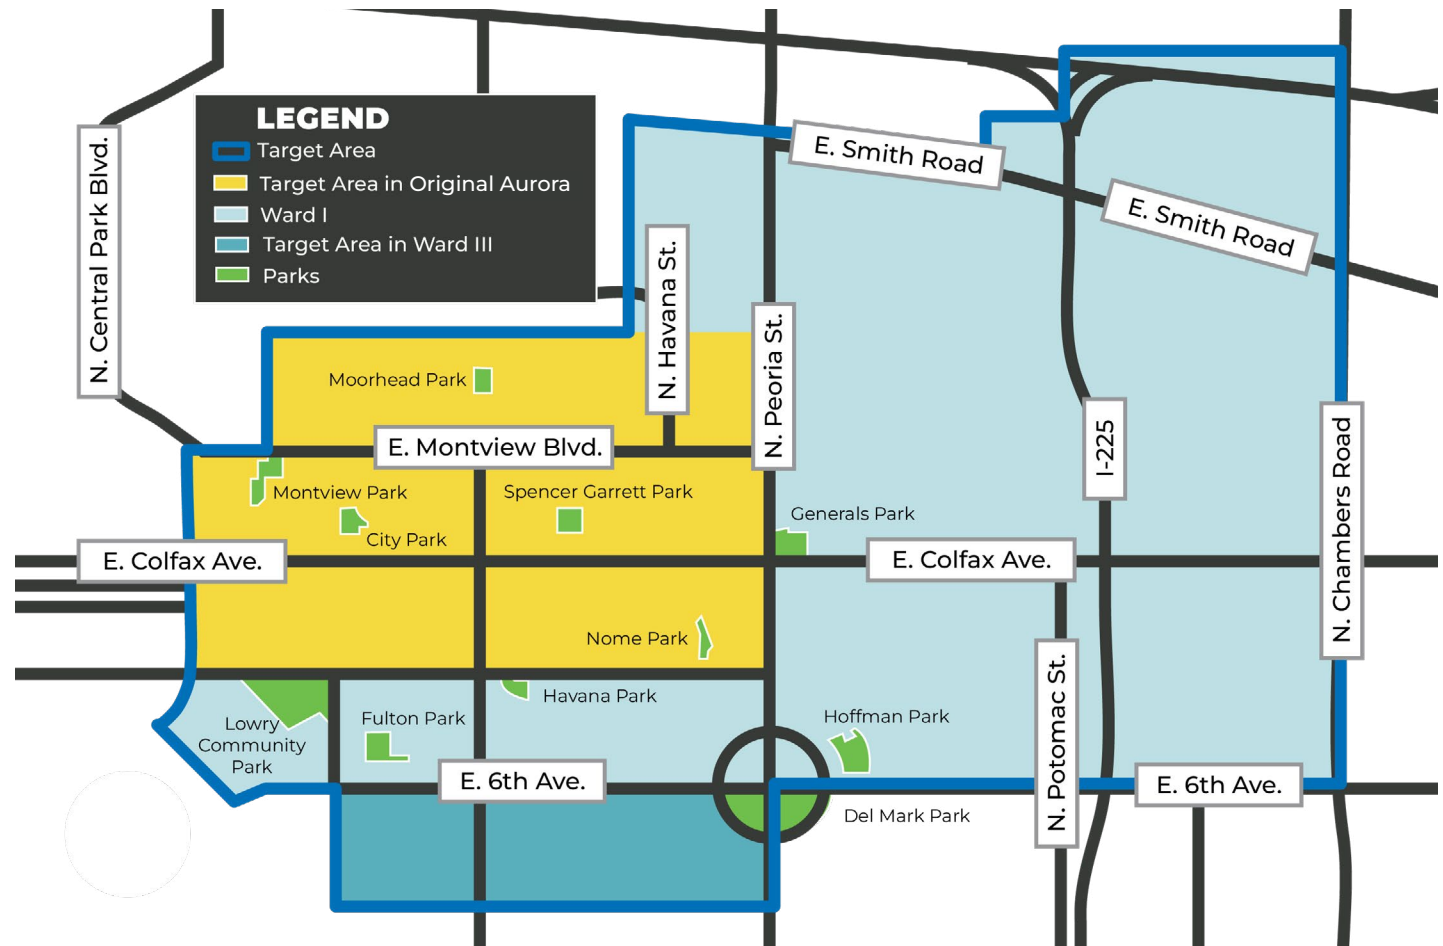 LEGEND
Target Area
Target Area in Original Aurora
Ward I
Target Area in Ward III
Parks
N. Central Park Blvd.
E. Smith Road
E. Smith Road
N. Havana St.
N. Peoria St.
Moorhead Park
E. Montview Blvd.
I-225
N. Chambers Road
Montview Park
Spencer Garrett Park
City Park
Generals Park
E. Colfax Ave.
E. Colfax Ave.
Nome Park
N. Potomac St.
Havana Park
Lowry
Community
Park
Fulton Park
Hoffman Park
E. 6th Ave.
E. 6th Ave.
Del Mark Park